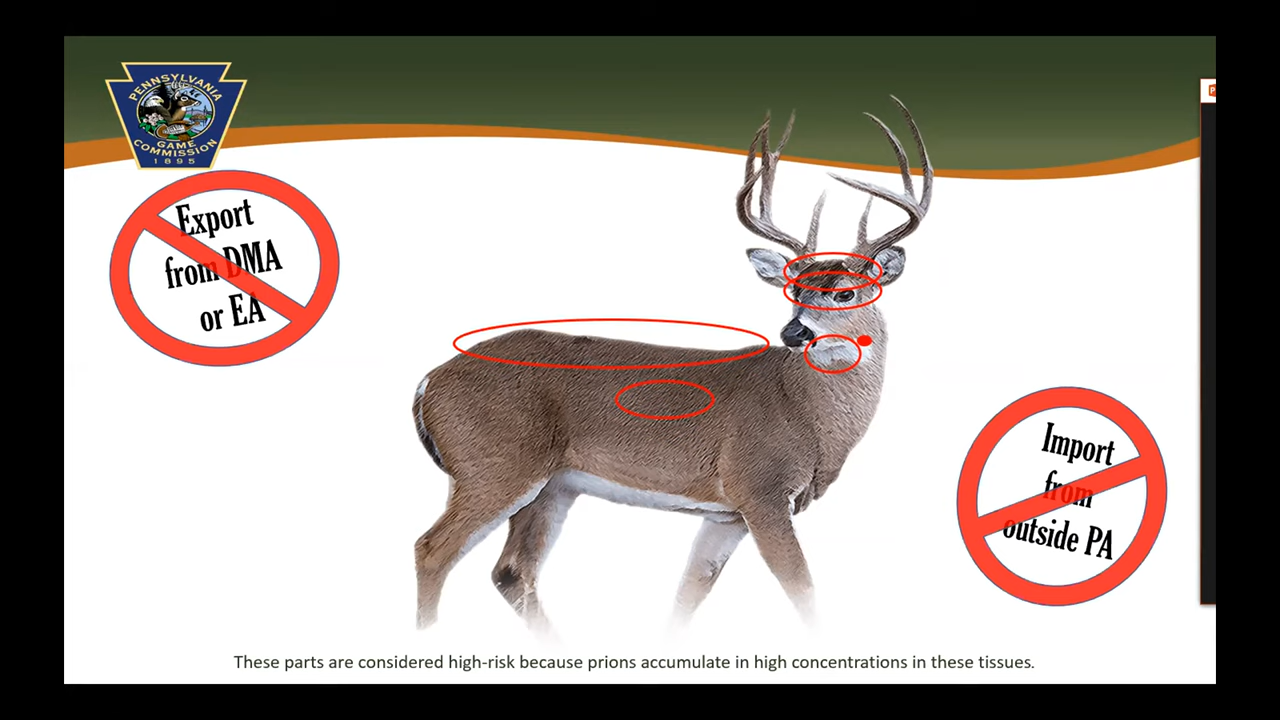 PENNSYLVANIA
GAME
COMMISSION
1895
Export
from DMA
or EA
Import
from
outside PA
These parts are considered high-risk because prions accumulate in high concentrations in these tissues.